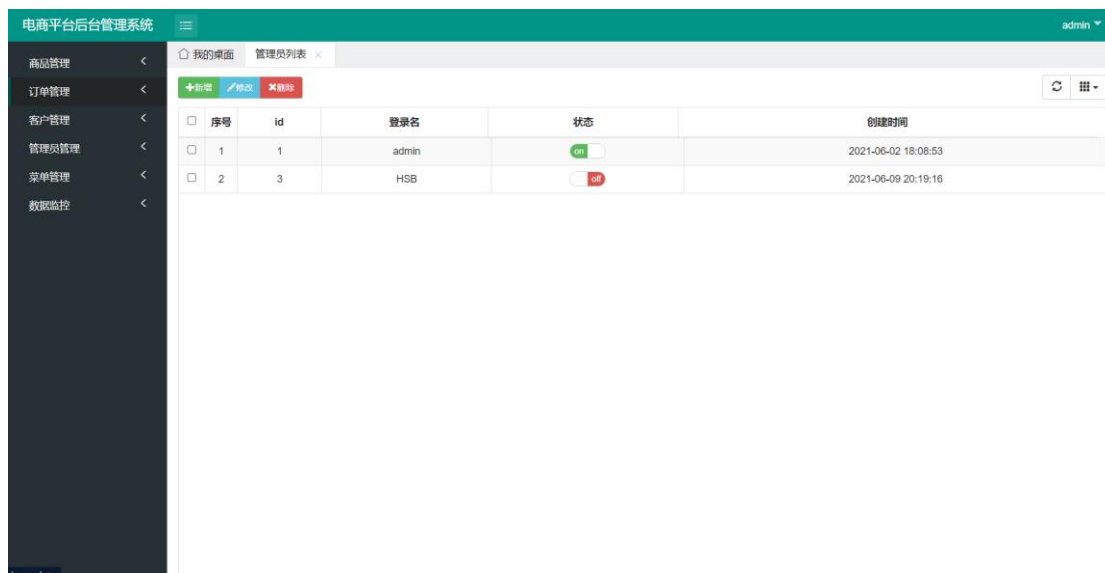 电商平台后台管理系统
admin
商品管理
订单管理
客户管理
管理员管理
菜单管理
数据监控
我的桌面 管理员列表 ×
新增 修改 删除
序号 id 登录名 状态 创建时间
1 1 admin on 2021-06-02 18:08:53
2 3 HSB off 2021-06-09 20:19:16